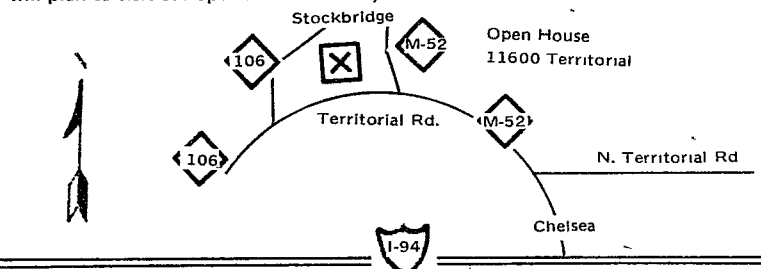 Stockbridge
106
M-52
Open House
11600 Territorial
Territorial Rd.
M-52
106
N. Territorial Rd
Chelsea
I-94